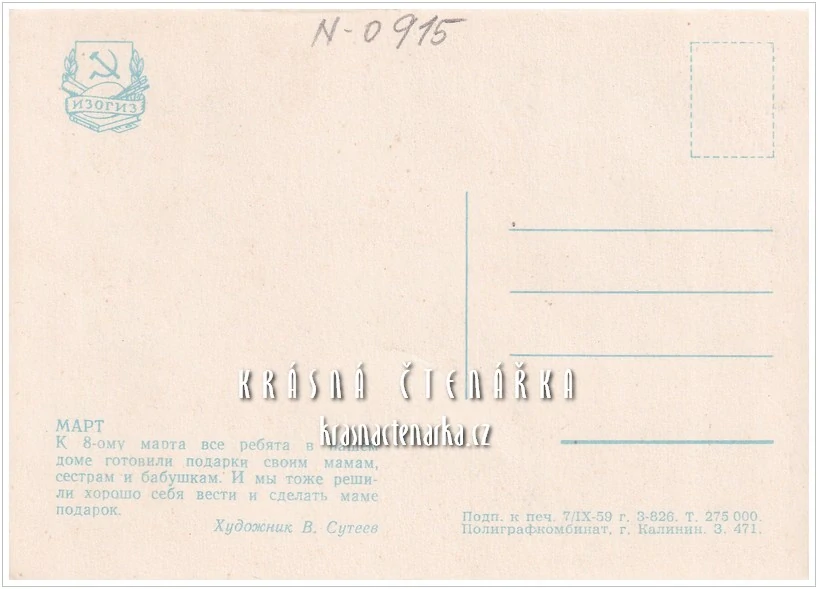 N-0915
ИЗОГИЗ
KRÁSNÁ ČTENÁŘKA
krasnactenarka.cz
МАРТ
К 8-ому марта все ребята в нашем
доме готовили подарки своим мамам,
сестрам и бабушкам. И мы тоже реши-
ли хорошо себя вести и сделать маме
подарок.
Художник В. Сутеев
Подп. к печ. 7/IX-59 г. З-826. Т. 275 000.
Полиграфкомбинат, г. Калинин. З. 471.